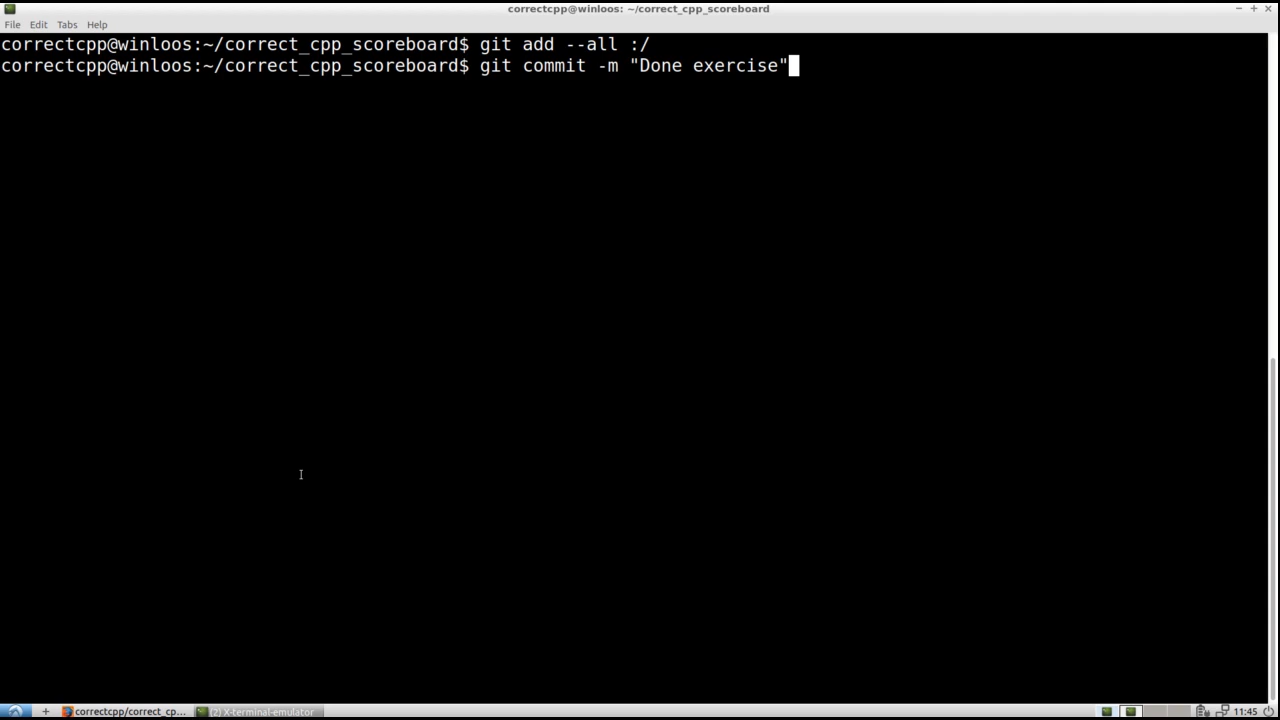 correctcpp@winloos: ~/correct_cpp_scoreboard
File Edit Tabs Help
correctcpp@winloos:~/correct_cpp_scoreboard$ git add --all :/
correctcpp@winloos:~/correct_cpp_scoreboard$ git commit -m "Done exercise"
correctcpp/correct_cp... (2) x-terminal-emulator 11:45